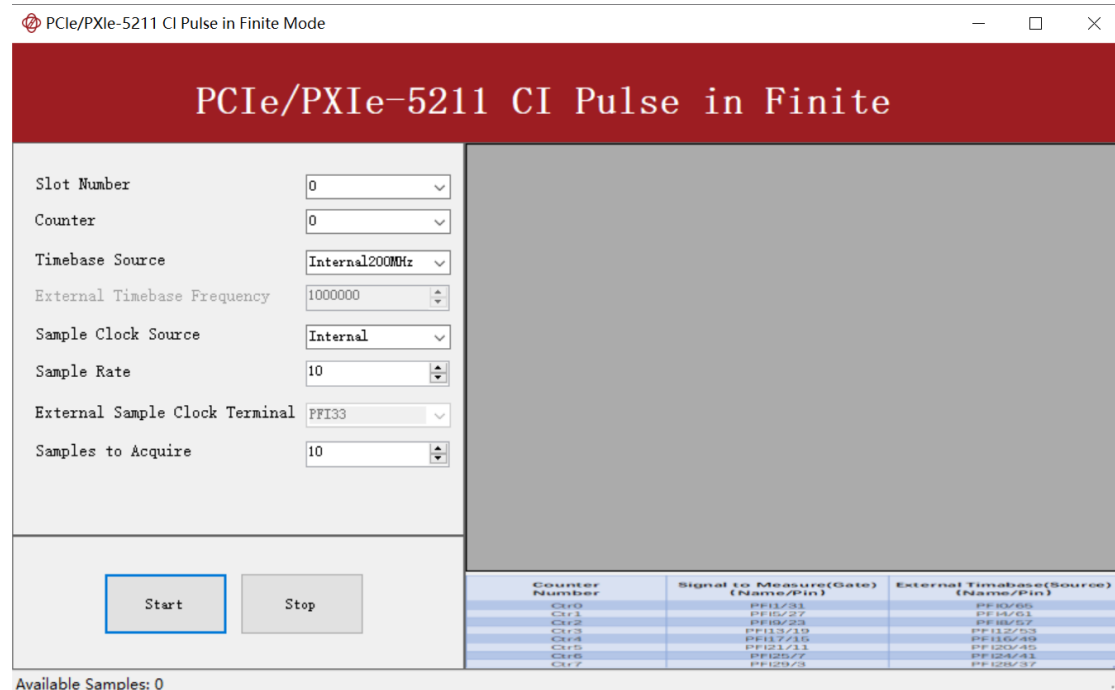 PCIe/PXIe-5211 CI Pulse in Finite Mode
PCIe/PXIe-5211 CI Pulse in Finite
Slot Number 0
Counter 0
Timebase Source Internal200MHz
External Timebase Frequency 1000000
Sample Clock Source Internal
Sample Rate 10
External Sample Clock Terminal PFI33
Samples to Acquire 10
Start Stop
Counter Number Signal to Measure(Gate) (Name/Pin) External Timabase(Source) (Name/Pin)
Ctr0 PFI1/31 PFI0/65
Ctr1 PFI5/27 PFI4/61
Ctr2 PFI9/23 PFI8/57
Ctr3 PFI13/19 PFI12/53
Ctr4 PFI17/15 PFI16/49
Ctr5 PFI21/11 PFI20/45
Ctr6 PFI25/7 PFI24/41
Ctr7 PFI29/3 PFI28/37
Available Samples: 0